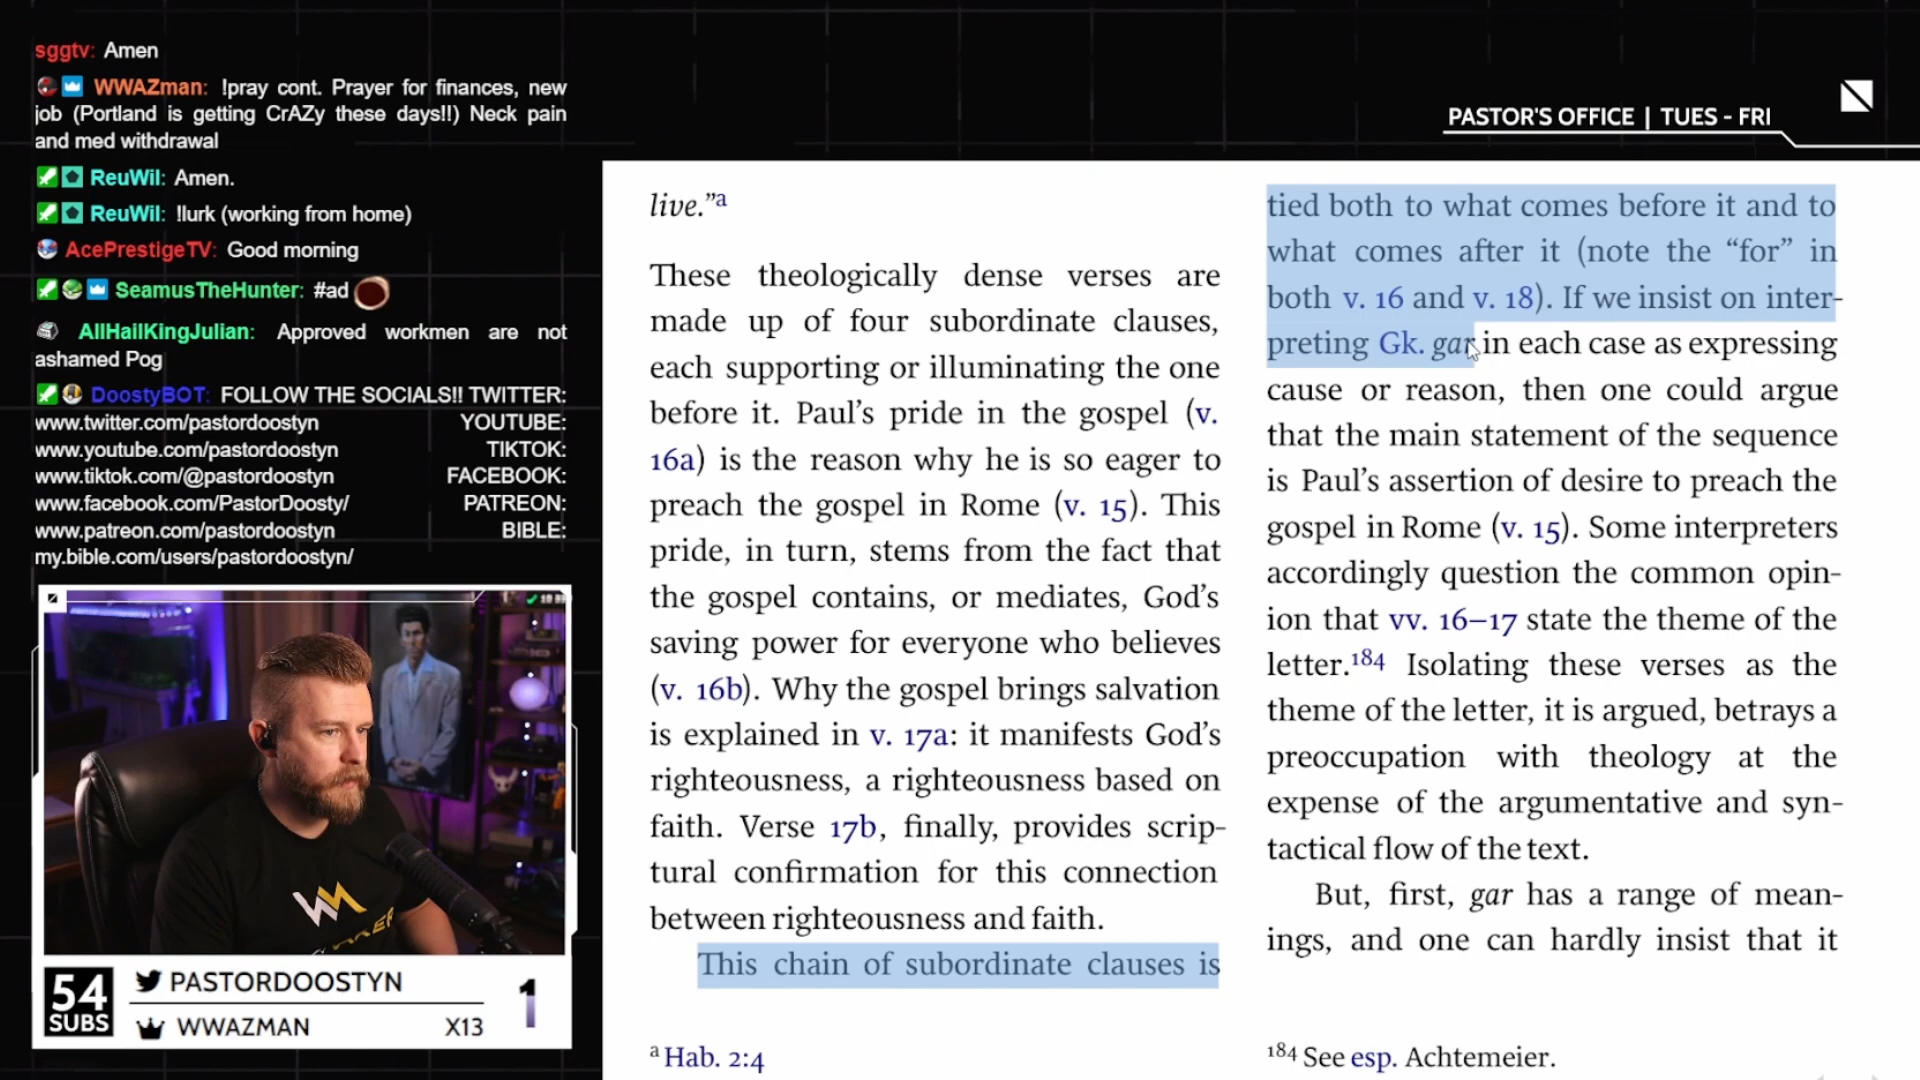 sggtv: Amen
WWAZman: !pray cont. Prayer for finances, new
job (Portland is getting CrAZy these days!!) Neck pain
and med withdrawal
ReuWil: Amen.
ReuWil: !lurk (working from home)
AcePrestigeTV: Good morning
SeamusTheHunter: #ad
AllHailKingJulian: Approved workmen are not
ashamed Pog
DoostyBOT: FOLLOW THE SOCIALS!! TWITTER:
www.twitter.com/pastordoostyn YOUTUBE:
www.youtube.com/pastordoostyn TIKTOK:
www.tiktok.com/@pastordoostyn FACEBOOK:
www.facebook.com/PastorDoosty/ PATREON:
www.patreon.com/pastordoostyn BIBLE:
my.bible.com/users/pastordoostyn/
54
SUBS
PASTORDOOSTYN
WWAZMAN X13
1
PASTOR'S OFFICE | TUES - FRI
live.”a
These theologically dense verses are
made up of four subordinate clauses,
each supporting or illuminating the one
before it. Paul’s pride in the gospel (v.
16a) is the reason why he is so eager to
preach the gospel in Rome (v. 15). This
pride, in turn, stems from the fact that
the gospel contains, or mediates, God’s
saving power for everyone who believes
(v. 16b). Why the gospel brings salvation
is explained in v. 17a: it manifests God’s
righteousness, a righteousness based on
faith. Verse 17b, finally, provides scrip-
tural confirmation for this connection
between righteousness and faith.
This chain of subordinate clauses is
a Hab. 2:4
tied both to what comes before it and to
what comes after it (note the “for” in
both v. 16 and v. 18). If we insist on inter-
preting Gk. gar in each case as expressing
cause or reason, then one could argue
that the main statement of the sequence
is Paul’s assertion of desire to preach the
gospel in Rome (v. 15). Some interpreters
accordingly question the common opin-
ion that vv. 16–17 state the theme of the
letter.184 Isolating these verses as the
theme of the letter, it is argued, betrays a
preoccupation with theology at the
expense of the argumentative and syn-
tactical flow of the text.
But, first, gar has a range of mean-
ings, and one can hardly insist that it
184 See esp. Achtemeier.